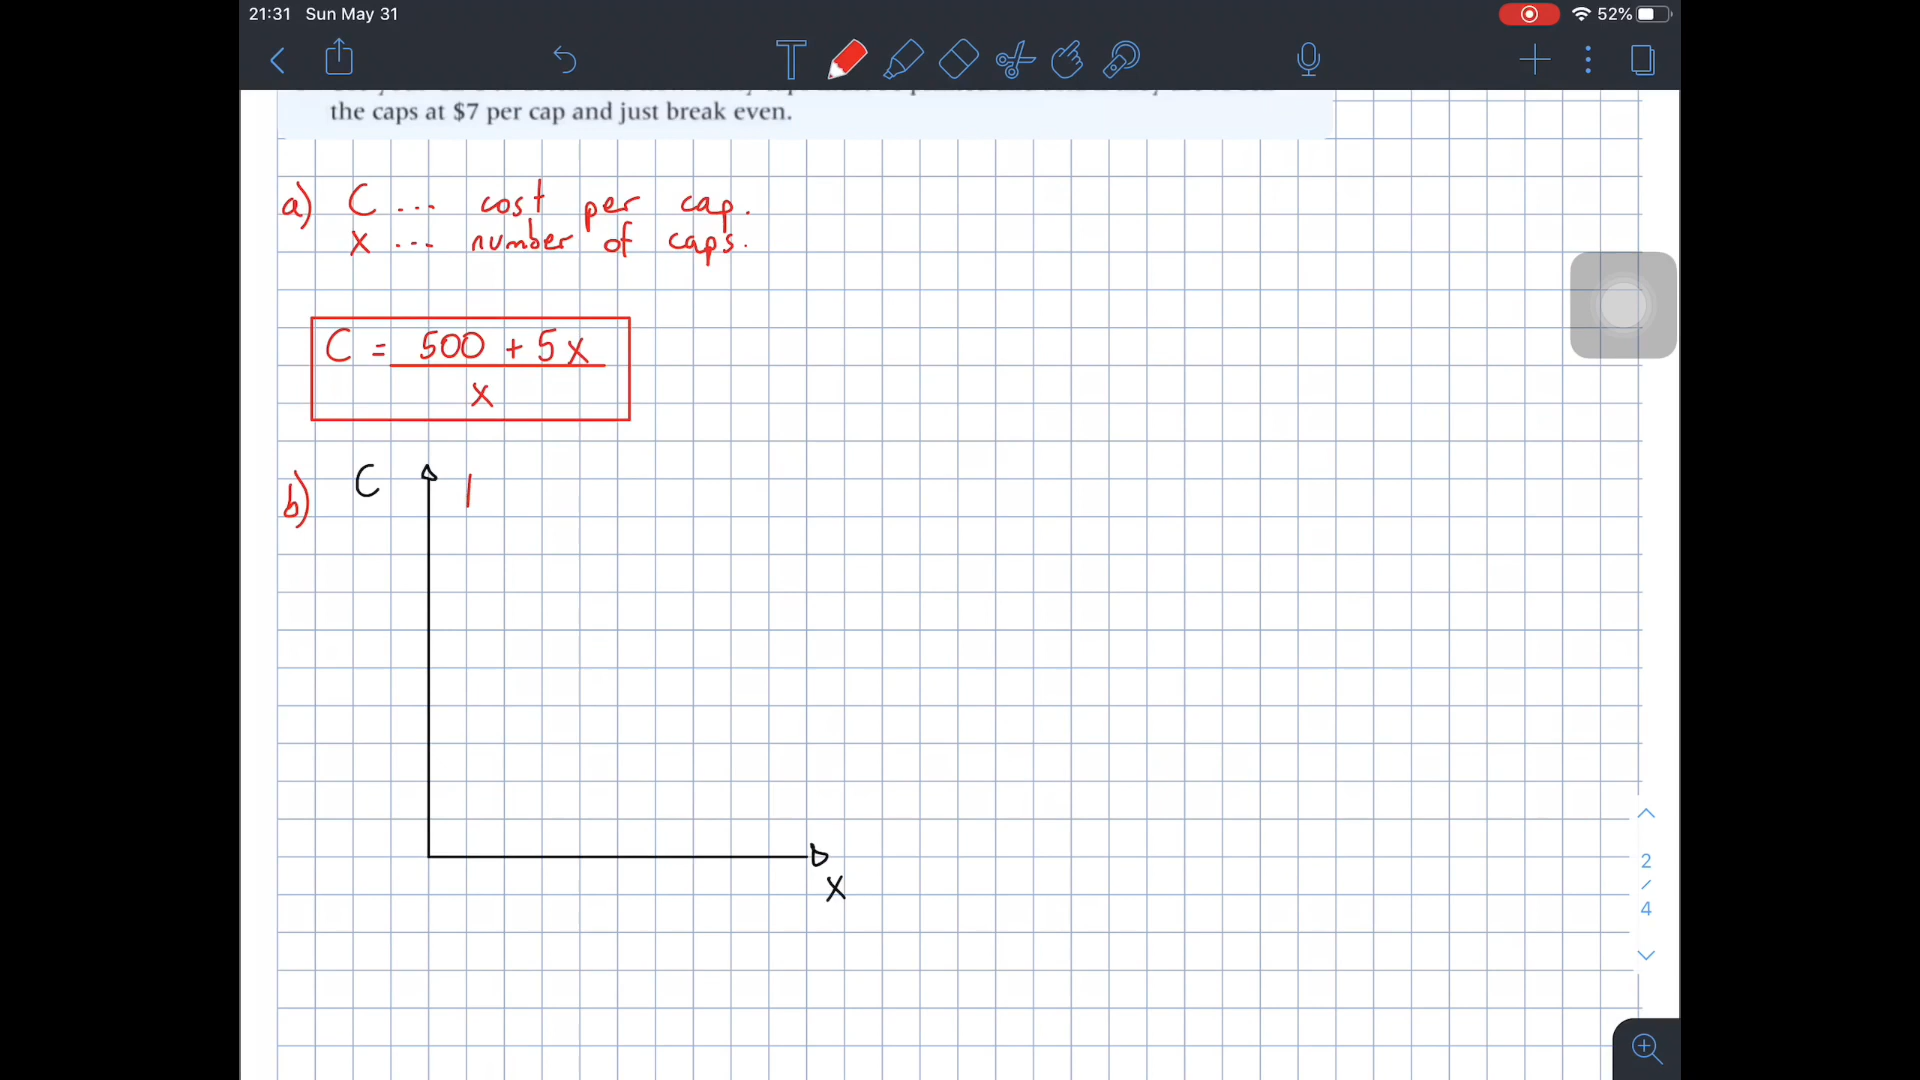 21:31 Sun May 31
52%
the caps at $7 per cap and just break even.
a) C ... cost per cap.
x ... number of caps.
C = 500 + 5x
x
b) C
x
2
/
4